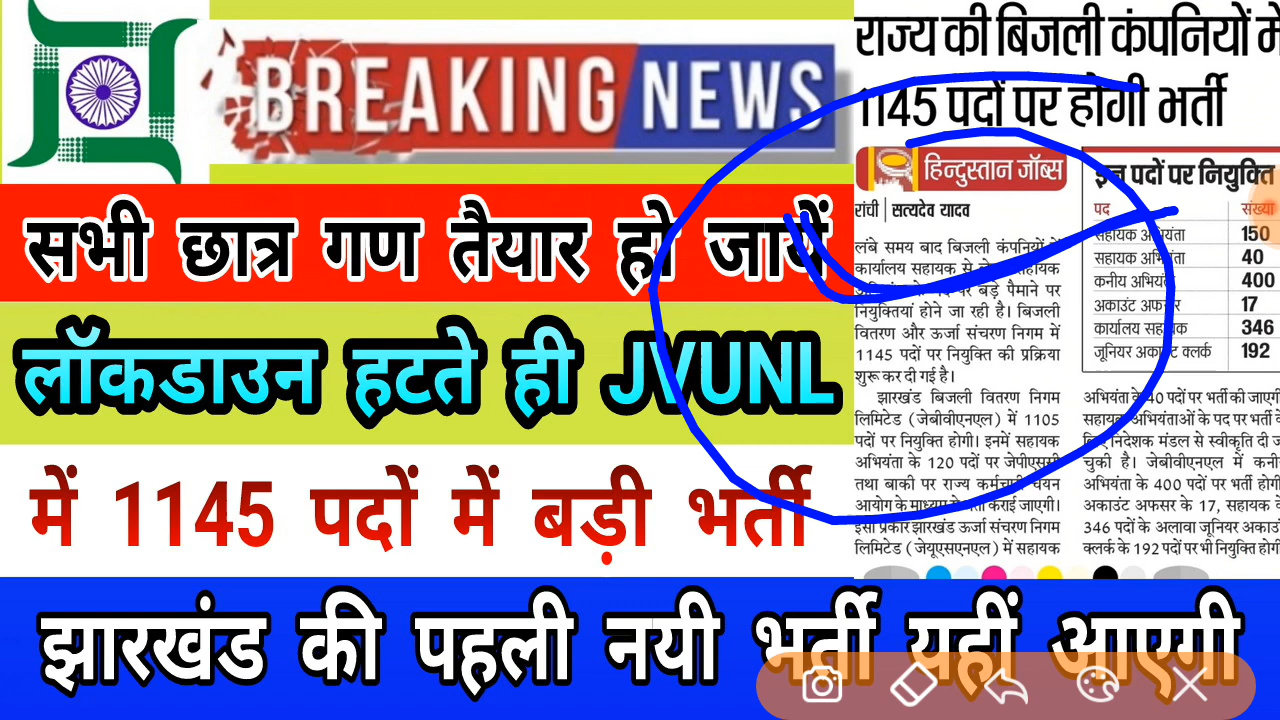 BREAKING NEWS
सभी छात्र गण तैयार हो जायें
लॉकडाउन हटते ही JVUNL
में 1145 पदों में बड़ी भर्ती
झारखंड की पहली नयी भर्ती यहीं आएगी
राज्य की बिजली कंपनियों में
1145 पदों पर होगी भर्ती
हिन्दुस्तान जॉब्स
रांची | सत्यदेव यादव
लंबे समय बाद बिजली कंपनियों में
कार्यालय सहायक से सहायक
पर बड़े पैमाने पर
नियुक्तियां होने जा रही है। बिजली
वितरण और ऊर्जा संचरण निगम में
1145 पदों पर नियुक्ति की प्रक्रिया
शुरू कर दी गई है।
झारखंड बिजली वितरण निगम
लिमिटेड (जेबीवीएनएल) में 1105
पदों पर नियुक्ति होगी। इनमें सहायक
अभियंता के 120 पदों पर जेपीएससी
तथा बाकी पर राज्य कर्मचारी चयन
आयोग के माध्यम से कराई जाएगी।
इसी प्रकार झारखंड ऊर्जा संचरण निगम
लिमिटेड (जेयूएसएनएल) में सहायक
इन पदों पर नियुक्ति
पद संख्या
सहायक अभियंता 150
सहायक अभियंता 40
कनीय अभियंता 400
अकाउंट अफसर 17
कार्यालय सहायक 346
जूनियर अकाउंट क्लर्क 192
अभियंता के 40 पदों पर भर्ती की जाएगी
सहायक अभियंताओं के पद पर भर्ती के
लिए निदेशक मंडल से स्वीकृति दी ज
चुकी है। जेबीवीएनएल में कनी
अभियंता के 400 पदों पर भर्ती होगी
अकाउंट अफसर के 17, सहायक
346 पदों के अलावा जूनियर अकाउ
क्लर्क के 192 पदों पर भी नियुक्ति होगी